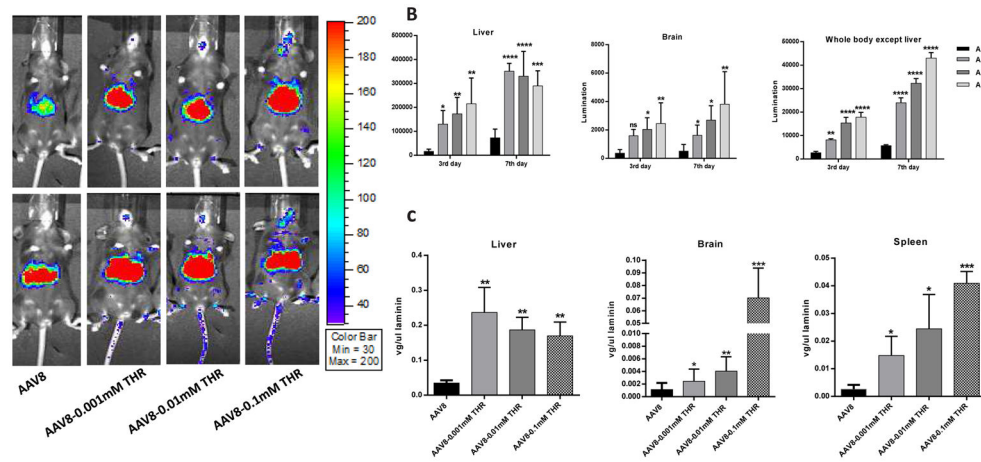 200
180
160
140
120
100
80
60
40
Color Bar
Min = 30
Max = 200
AAV8
AAV8-0.001mM THR
AAV8-0.01mM THR
AAV8-0.1mM THR
B
Liver
600000
500000
400000
300000
200000
100000
0
Lumination
*
**
**
****
****
***
3rd day
7th day
Brain
8000
6000
4000
2000
0
Lumination
ns
*
**
*
*
**
3rd day
7th day
Whole body except liver
60000
50000
40000
30000
20000
10000
0
Lumination
**
****
****
****
****
****
3rd day
7th day
A
A
A
A
C
Liver
0.4
0.3
0.2
0.1
0.0
vg/ul laminin
**
**
**
AAV8
AAV8-0.001mM THR
AAV8-0.01mM THR
AAV8-0.1mM THR
Brain
0.10
0.09
0.08
0.07
0.06
0.05
0.010
0.008
0.006
0.004
0.002
0.000
vg/ul laminin
*
**
***
AAV8
AAV8-0.001mM THR
AAV8-0.01mM THR
AAV8-0.1mM THR
Spleen
0.06
0.04
0.02
0.00
vg/ul laminin
*
*
***
AAV8
AAV8-0.001mM THR
AAV8-0.01mM THR
AAV8-0.1mM THR